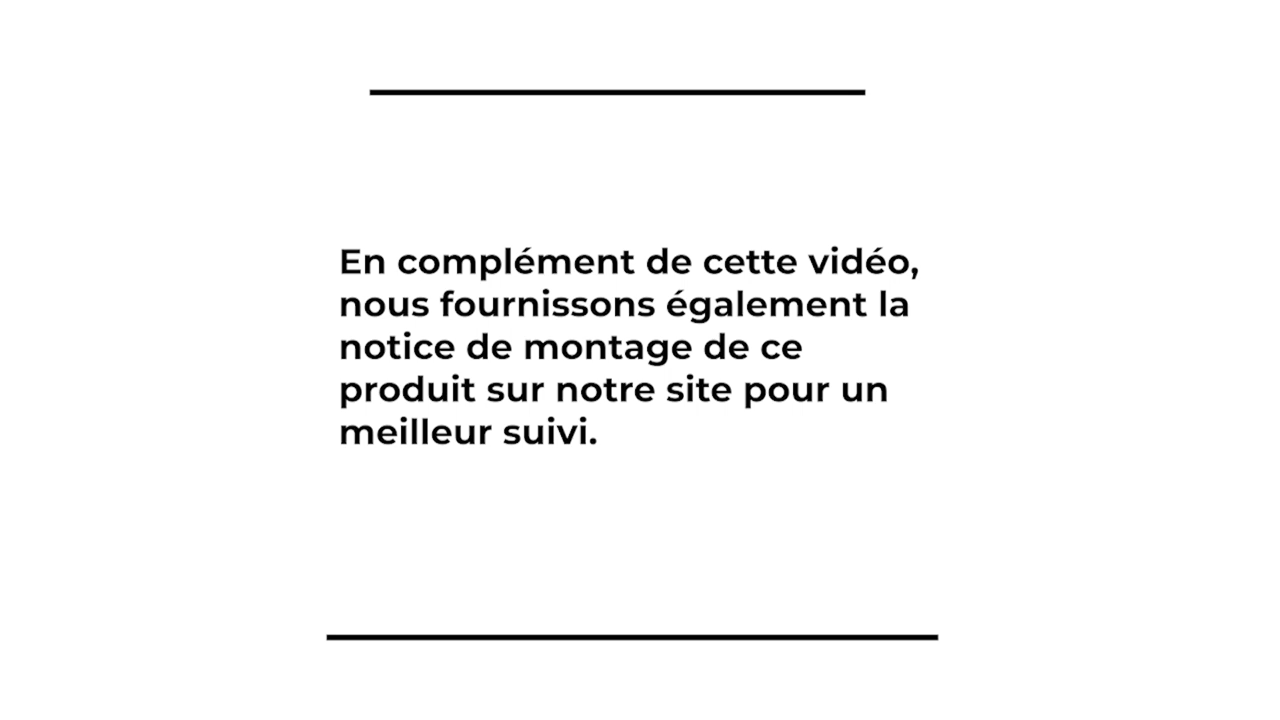 En complément de cette vidéo,
nous fournissons également la
notice de montage de ce
produit sur notre site pour un
meilleur suivi.